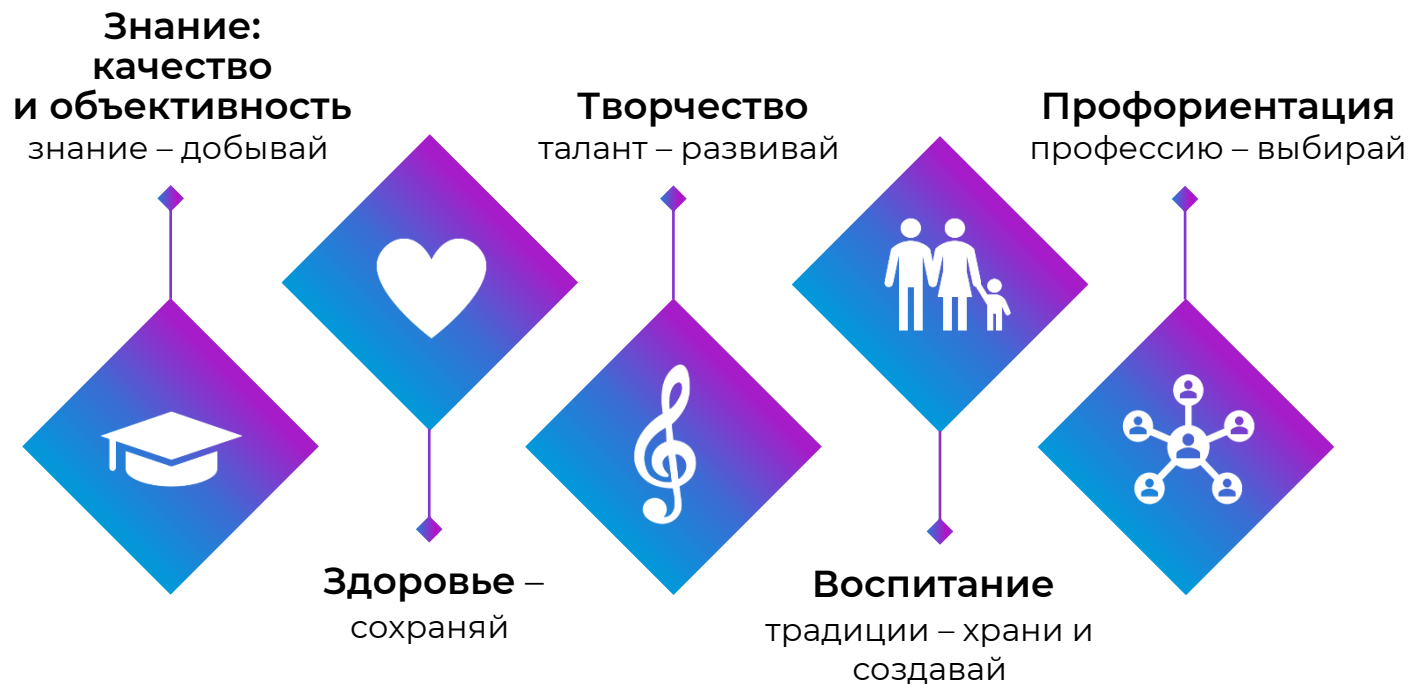 Знание:
качество
и объективность
знание – добывай
Здоровье –
сохраняй
Творчество
талант – развивай
Воспитание
традиции – храни и
создавай
Профориентация
профессию – выбирай